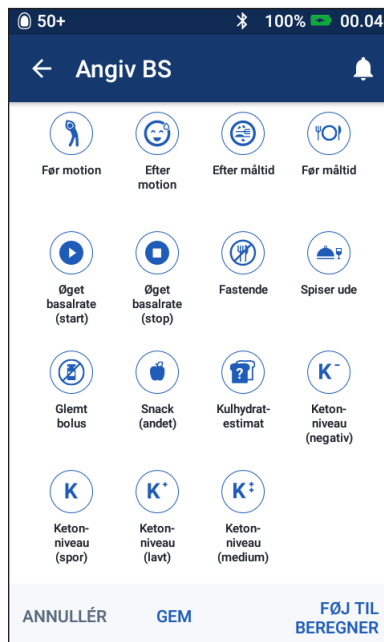 50+ 100% 00.04
Angiv BS
Før motion
Efter
motion
Efter måltid
Før måltid
Øget
basalrate
(start)
Øget
basalrate
(stop)
Fastende
Spiser ude
Glemt
bolus
Snack
(andet)
?
Kulhydrat-
estimat
K-
Keton-
niveau
(negativ)
K
Keton-
niveau
(spor)
K+
Keton-
niveau
(lavt)
K‡
Keton-
niveau
(medium)
ANNULLÉR
GEM
FØJ TIL
BEREGNER